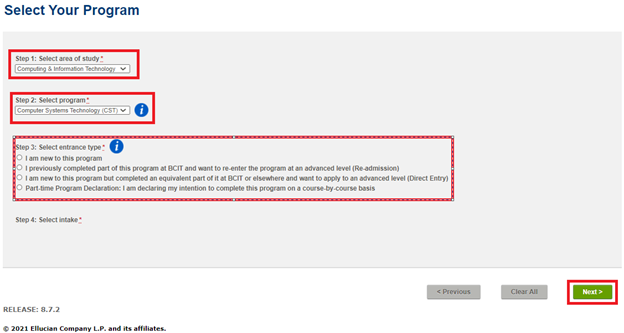 Select Your Program
Step 1: Select area of study*
Computing & Information Technology
Step 2: Select program*
Computer Systems Technology (CST)
i
Step 3: Select entrance type*
i
I am new to this program
I previously completed part of this program at BCIT and want to re-enter the program at an advanced level (Re-admission)
I am new to this program but completed an equivalent part of it at BCIT or elsewhere and want to apply to an advanced level (Direct Entry)
Part-time Program Declaration: I am declaring my intention to complete this program on a course-by-course basis
Step 4: Select intake*
< Previous
Clear All
Next >
RELEASE: 8.7.2
© 2021 Ellucian Company L.P. and its affiliates.